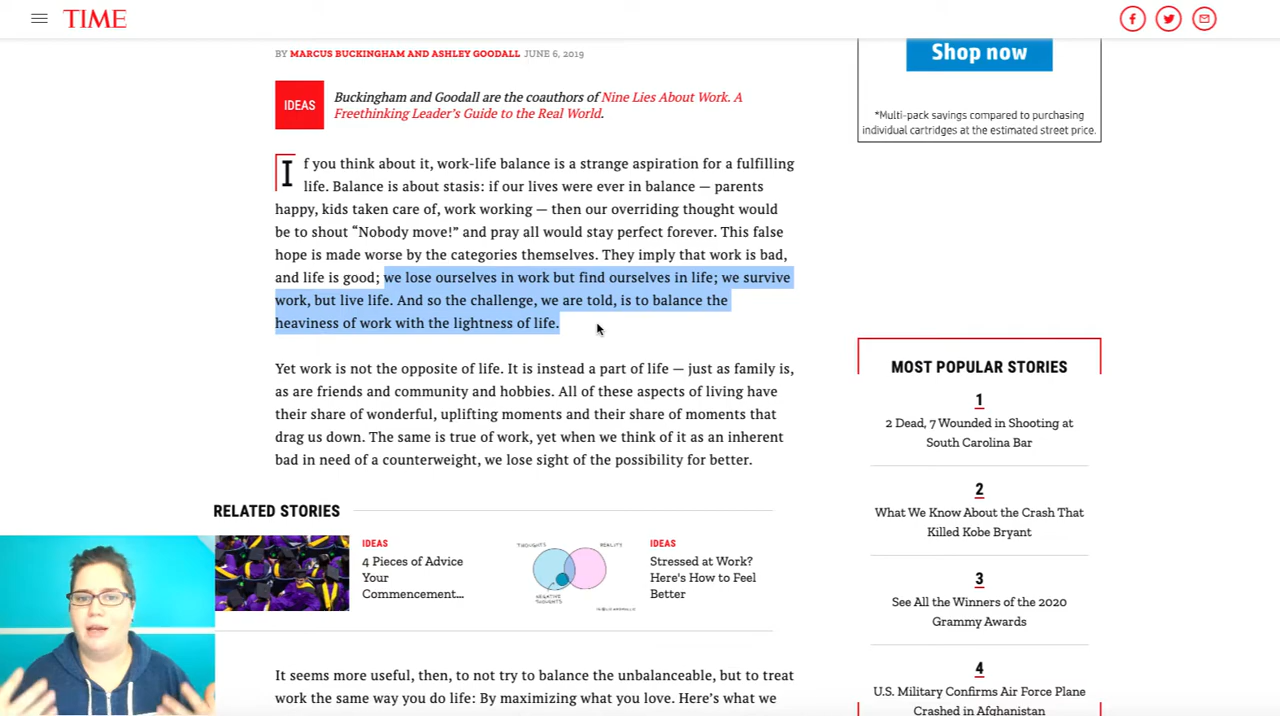 TIME
BY MARCUS BUCKINGHAM AND ASHLEY GOODALL JUNE 6, 2019
IDEAS
Buckingham and Goodall are the coauthors of Nine Lies About Work. A
Freethinking Leader's Guide to the Real World.
If you think about it, work-life balance is a strange aspiration for a fulfilling
life. Balance is about stasis: if our lives were ever in balance — parents
happy, kids taken care of, work working — then our overriding thought would
be to shout “Nobody move!” and pray all would stay perfect forever. This false
hope is made worse by the categories themselves. They imply that work is bad,
and life is good; we lose ourselves in work but find ourselves in life; we survive
work, but live life. And so the challenge, we are told, is to balance the
heaviness of work with the lightness of life.
Yet work is not the opposite of life. It is instead a part of life — just as family is,
as are friends and community and hobbies. All of these aspects of living have
their share of wonderful, uplifting moments and their share of moments that
drag us down. The same is true of work, yet when we think of it as an inherent
bad in need of a counterweight, we lose sight of the possibility for better.
RELATED STORIES
IDEAS
4 Pieces of Advice
Your
Commencement...
THOUGHTS
REALITY
NEGATIVE
THOUGHTS
IDEAS
Stressed at Work?
Here's How to Feel
Better
It seems more useful, then, to not try to balance the unbalanceable, but to treat
work the same way you do life: By maximizing what you love. Here's what we
Shop now
*Multi-pack savings compared to purchasing
individual cartridges at the estimated street price.
MOST POPULAR STORIES
1
2 Dead, 7 Wounded in Shooting at
South Carolina Bar
2
What We Know About the Crash That
Killed Kobe Bryant
3
See All the Winners of the 2020
Grammy Awards
4
U.S. Military Confirms Air Force Plane
Crashed in Afghanistan